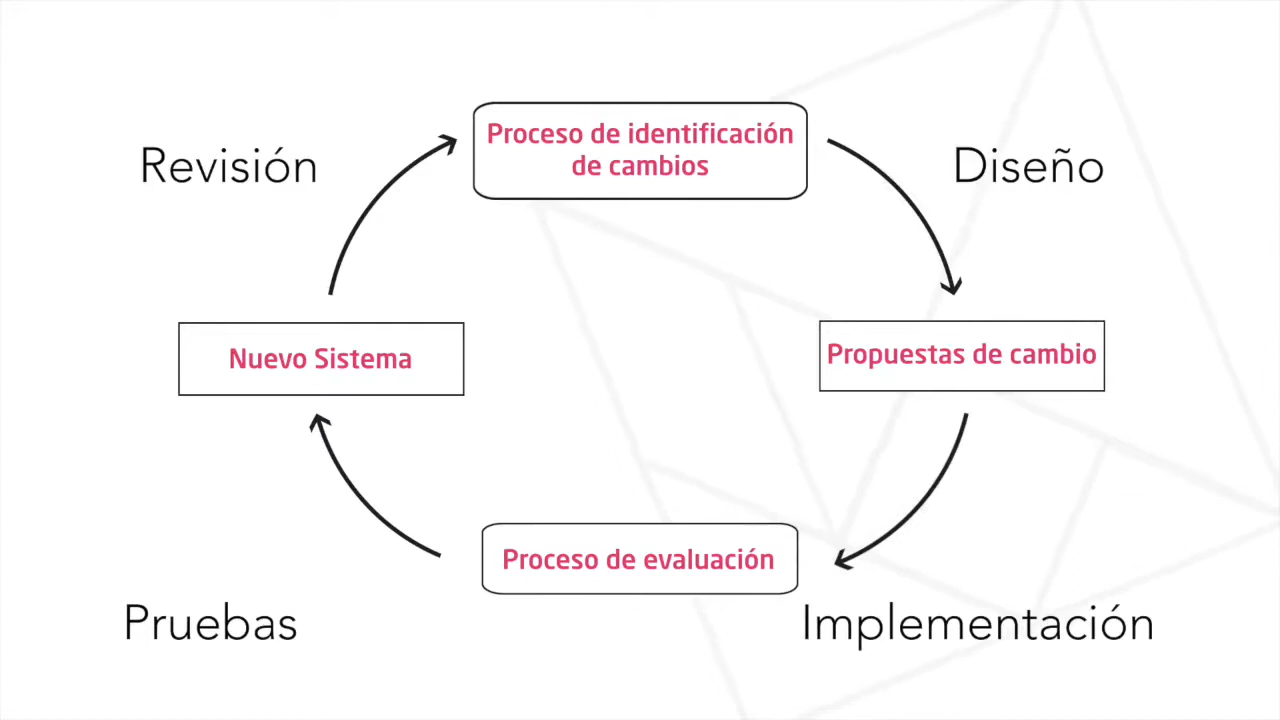 Proceso de identificación
de cambios
Revisión
Diseño
Nuevo Sistema
Propuestas de cambio
Proceso de evaluación
Pruebas
Implementación